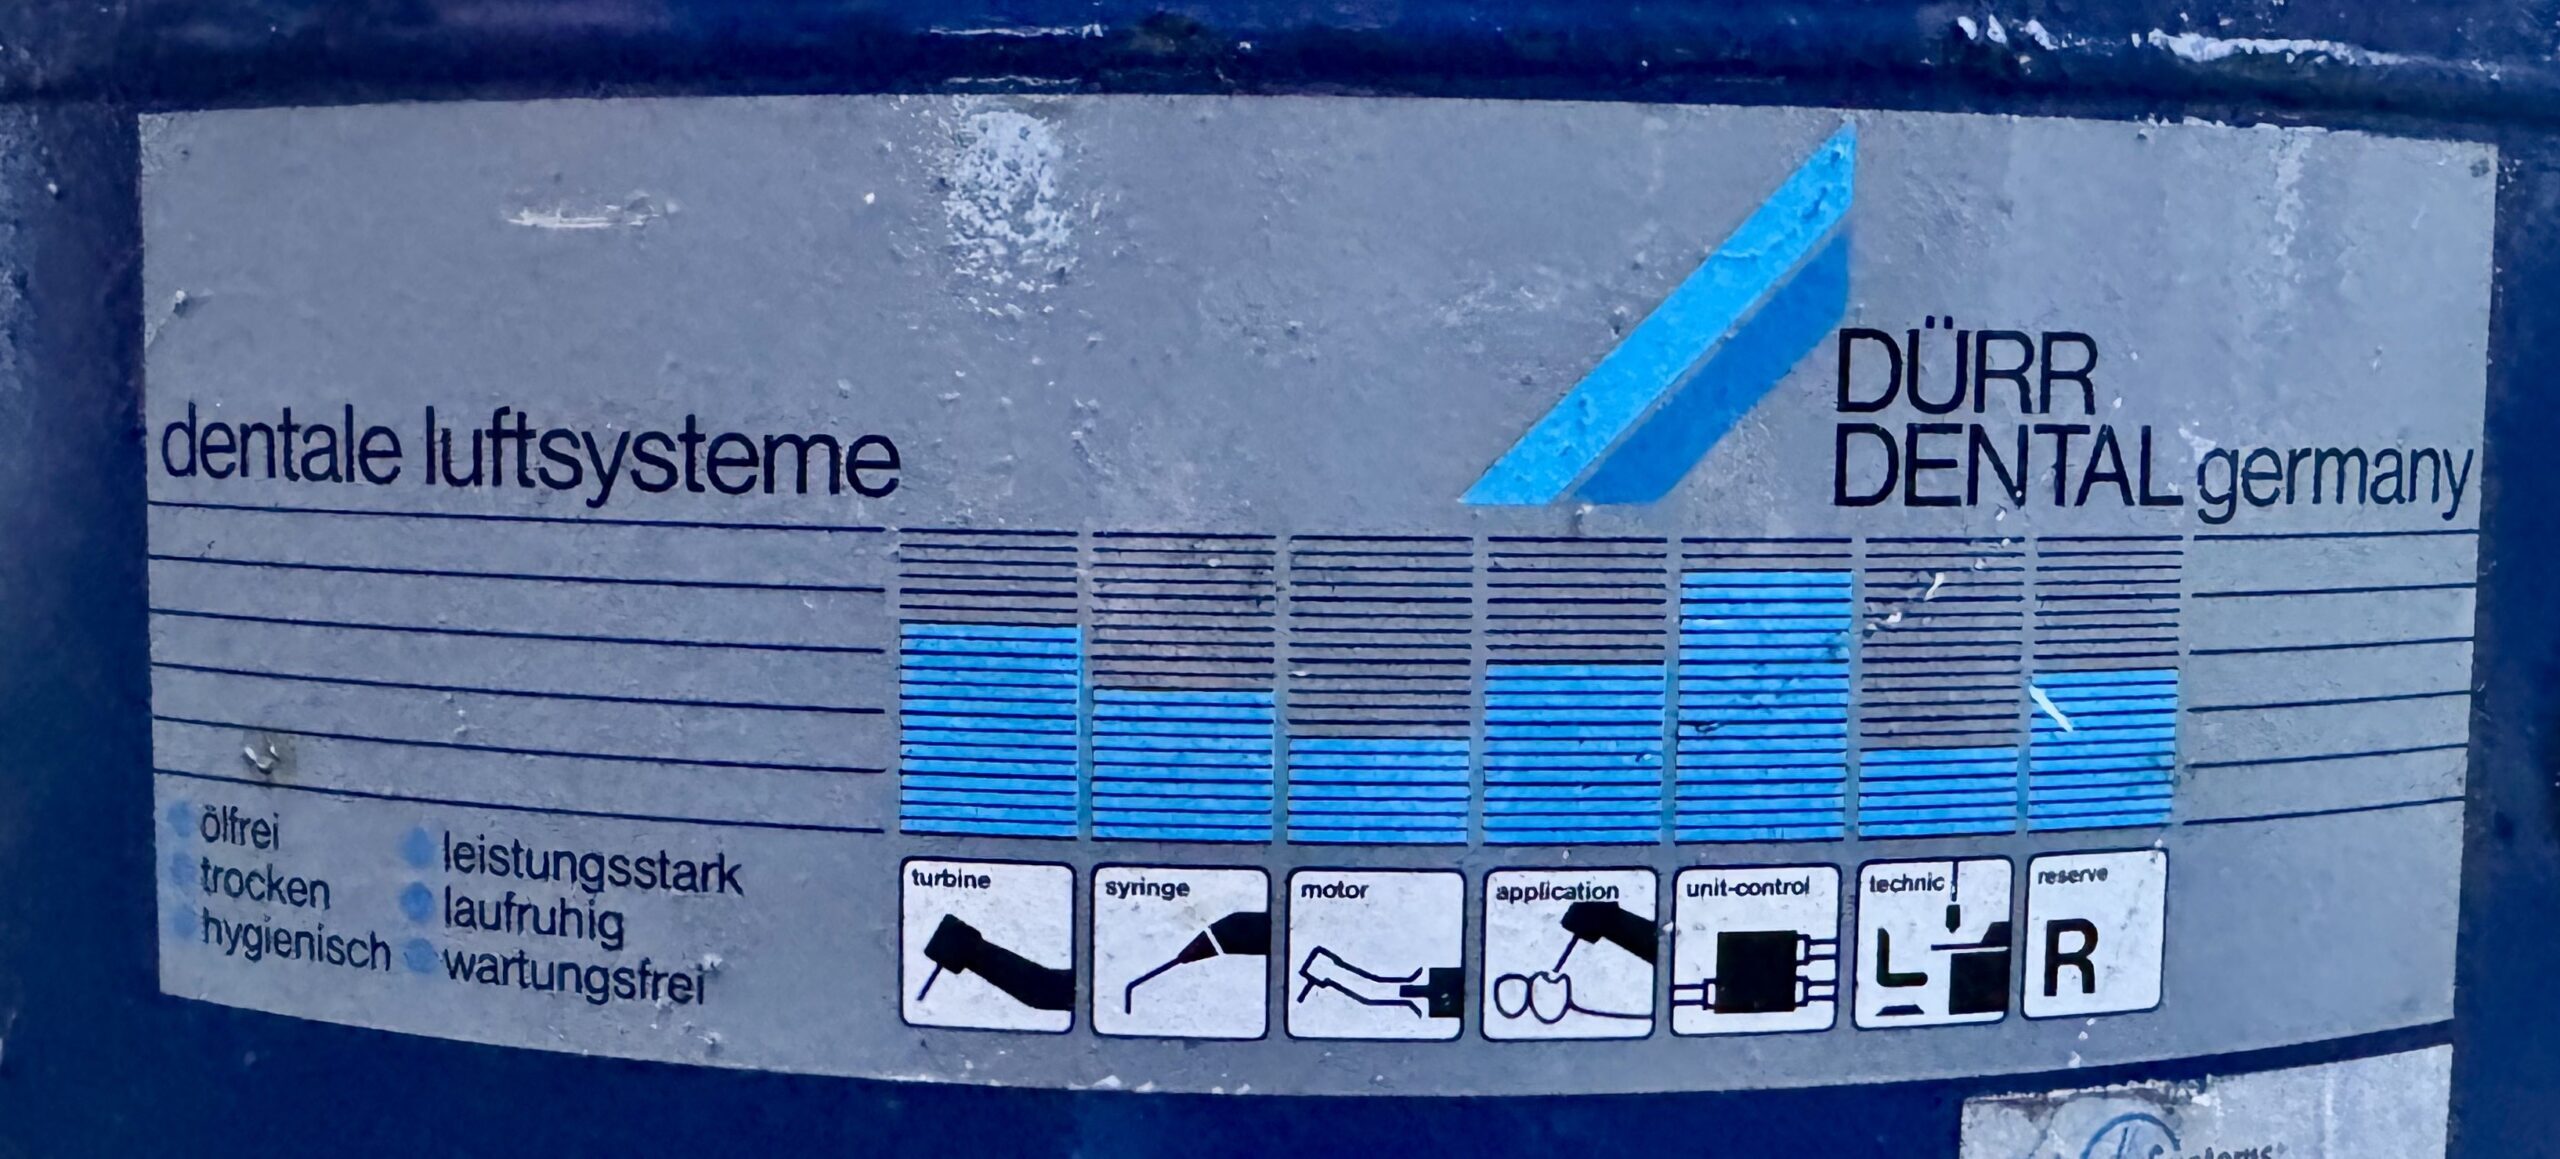 dentale luftsysteme
DÜRR
DENTAL germany
ölfrei
trocken
hygienisch
leistungsstark
laufruhig
wartungsfrei
turbine
syringe
motor
application
unit-control
technic
reserve
R